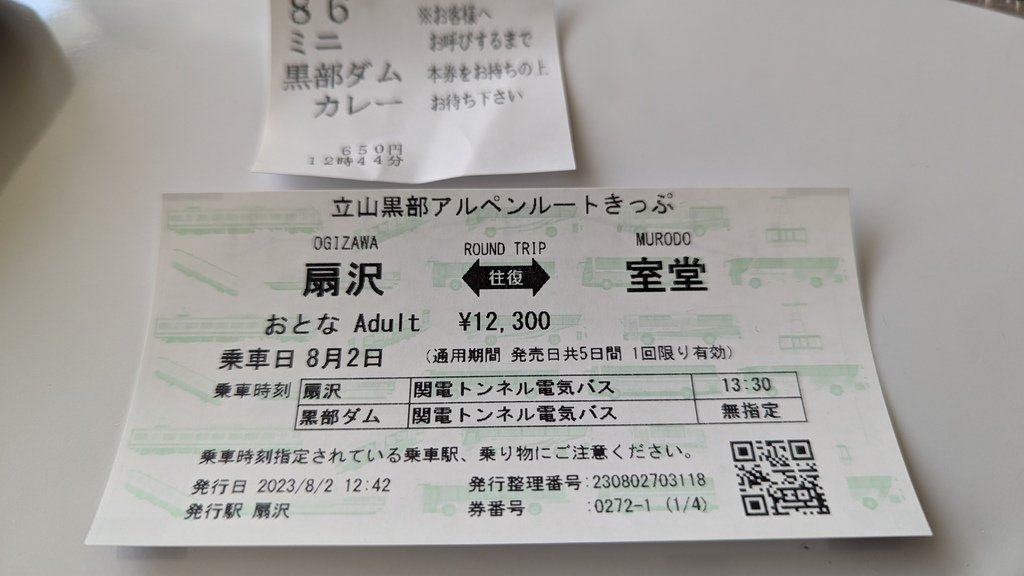 86
ミニ
黒部ダム
カレー
650円
12時44分
※お客様へ
お呼びするまで
本券をお持ちの上
お待ち下さい
立山黒部アルペンルートきっぷ
OGIZAWA ROUND TRIP MURODO
扇沢 往復 室堂
おとな Adult ¥12,300
乗車日 8月2日 (通用期間 発売日共5日間 1回限り有効)
乗車時刻 扇沢 関電トンネル電気バス 13:30
黒部ダム 関電トンネル電気バス 無指定
乗車時刻指定されている乗車駅、乗り物にご注意ください。
発行日 2023/8/2 12:42 発行整理番号:230802703118
発行駅 扇沢 券番号 :0272-1 (1/4)